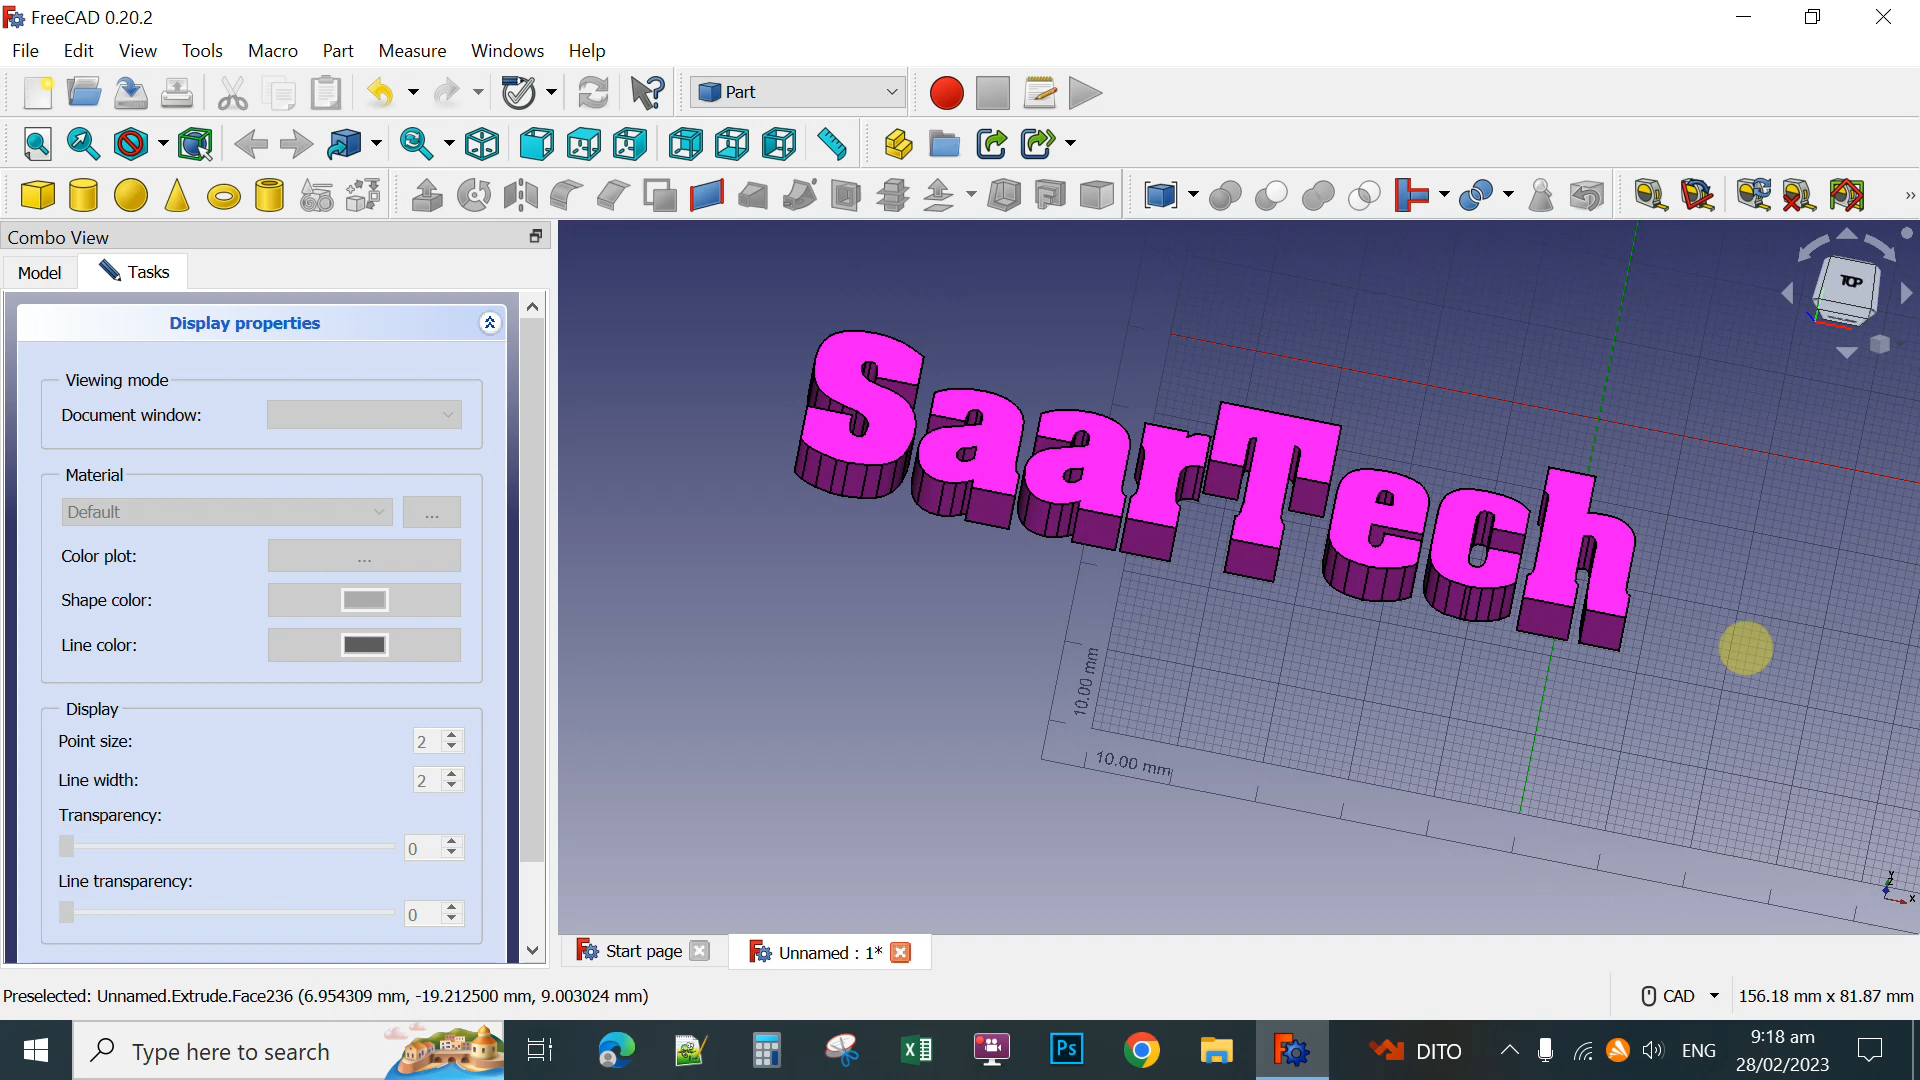 FreeCAD 0.20.2
File Edit View Tools Macro Part Measure Windows Help
Part
Combo View
Model Tasks
Display properties
Viewing mode
Document window:
Material
Default ...
Color plot: ...
Shape color:
Line color:
Display
Point size: 2
Line width: 2
Transparency:
0
Line transparency:
0
TOP
SaarTech
10.00 mm
10.00 mm
Y
Z
X
Start page Unnamed : 1*
Preselected: Unnamed.Extrude.Face236 (6.954309 mm, -19.212500 mm, 9.003024 mm) CAD 156.18 mm x 81.87 mm
Type here to search Ps DITO ENG 9:18 am
28/02/2023